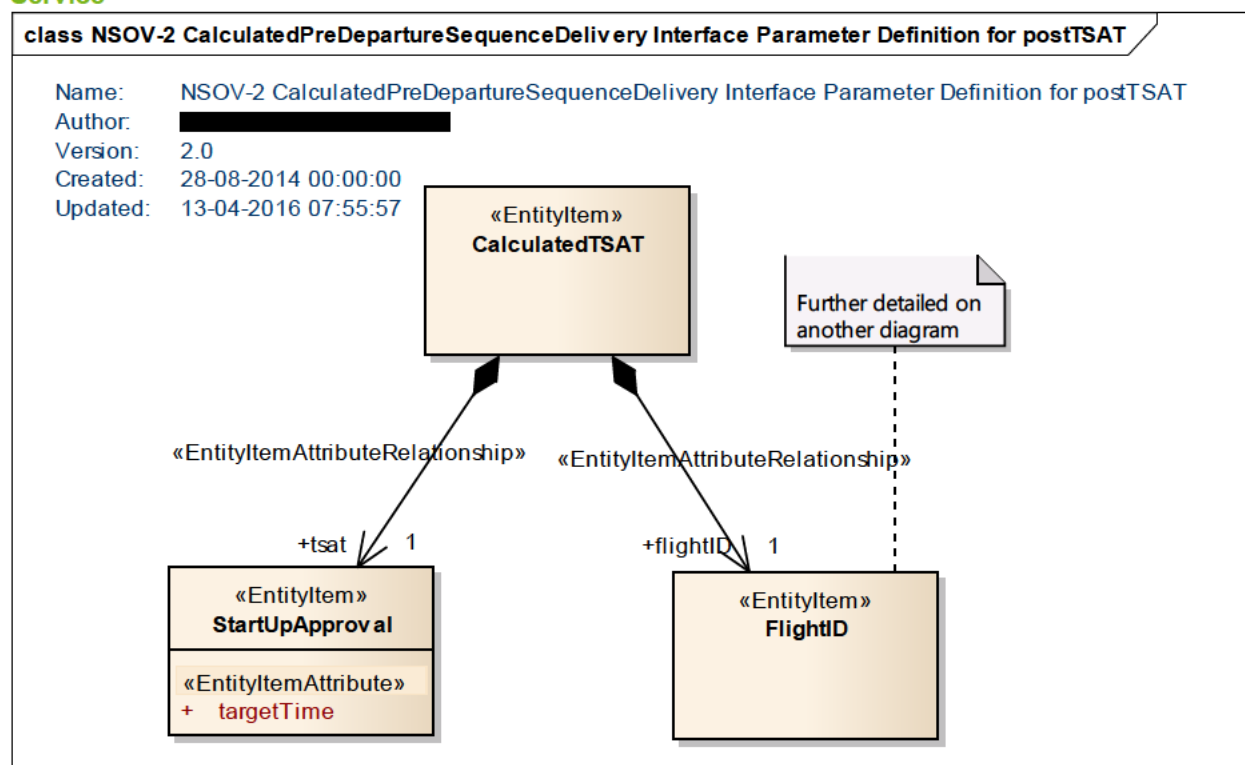 class NSOV-2 CalculatedPreDepartureSequenceDelivery Interface Parameter Definition for postTSAT
Name: NSOV-2 CalculatedPreDepartureSequenceDelivery Interface Parameter Definition for postTSAT
Author:
Version: 2.0
Created: 28-08-2014 00:00:00
Updated: 13-04-2016 07:55:57
«EntityItem»
CalculatedTSAT
Further detailed on
another diagram
«EntityItemAttributeRelationship»
«EntityItemAttributeRelationship»
+tsat 1
+flightID 1
«EntityItem»
StartUpApproval
«EntityItemAttribute»
+ targetTime
«EntityItem»
FlightID